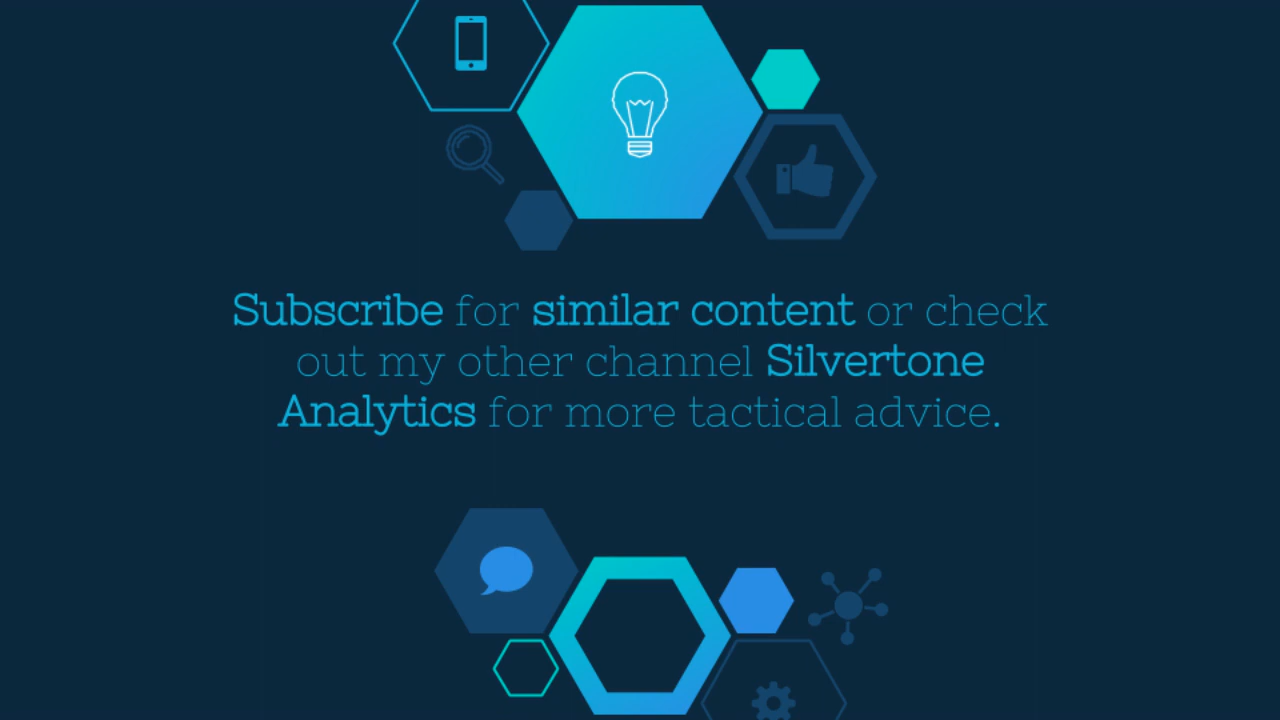 Subscribe for similar content or check
out my other channel Silvertone
Analytics for more tactical advice.